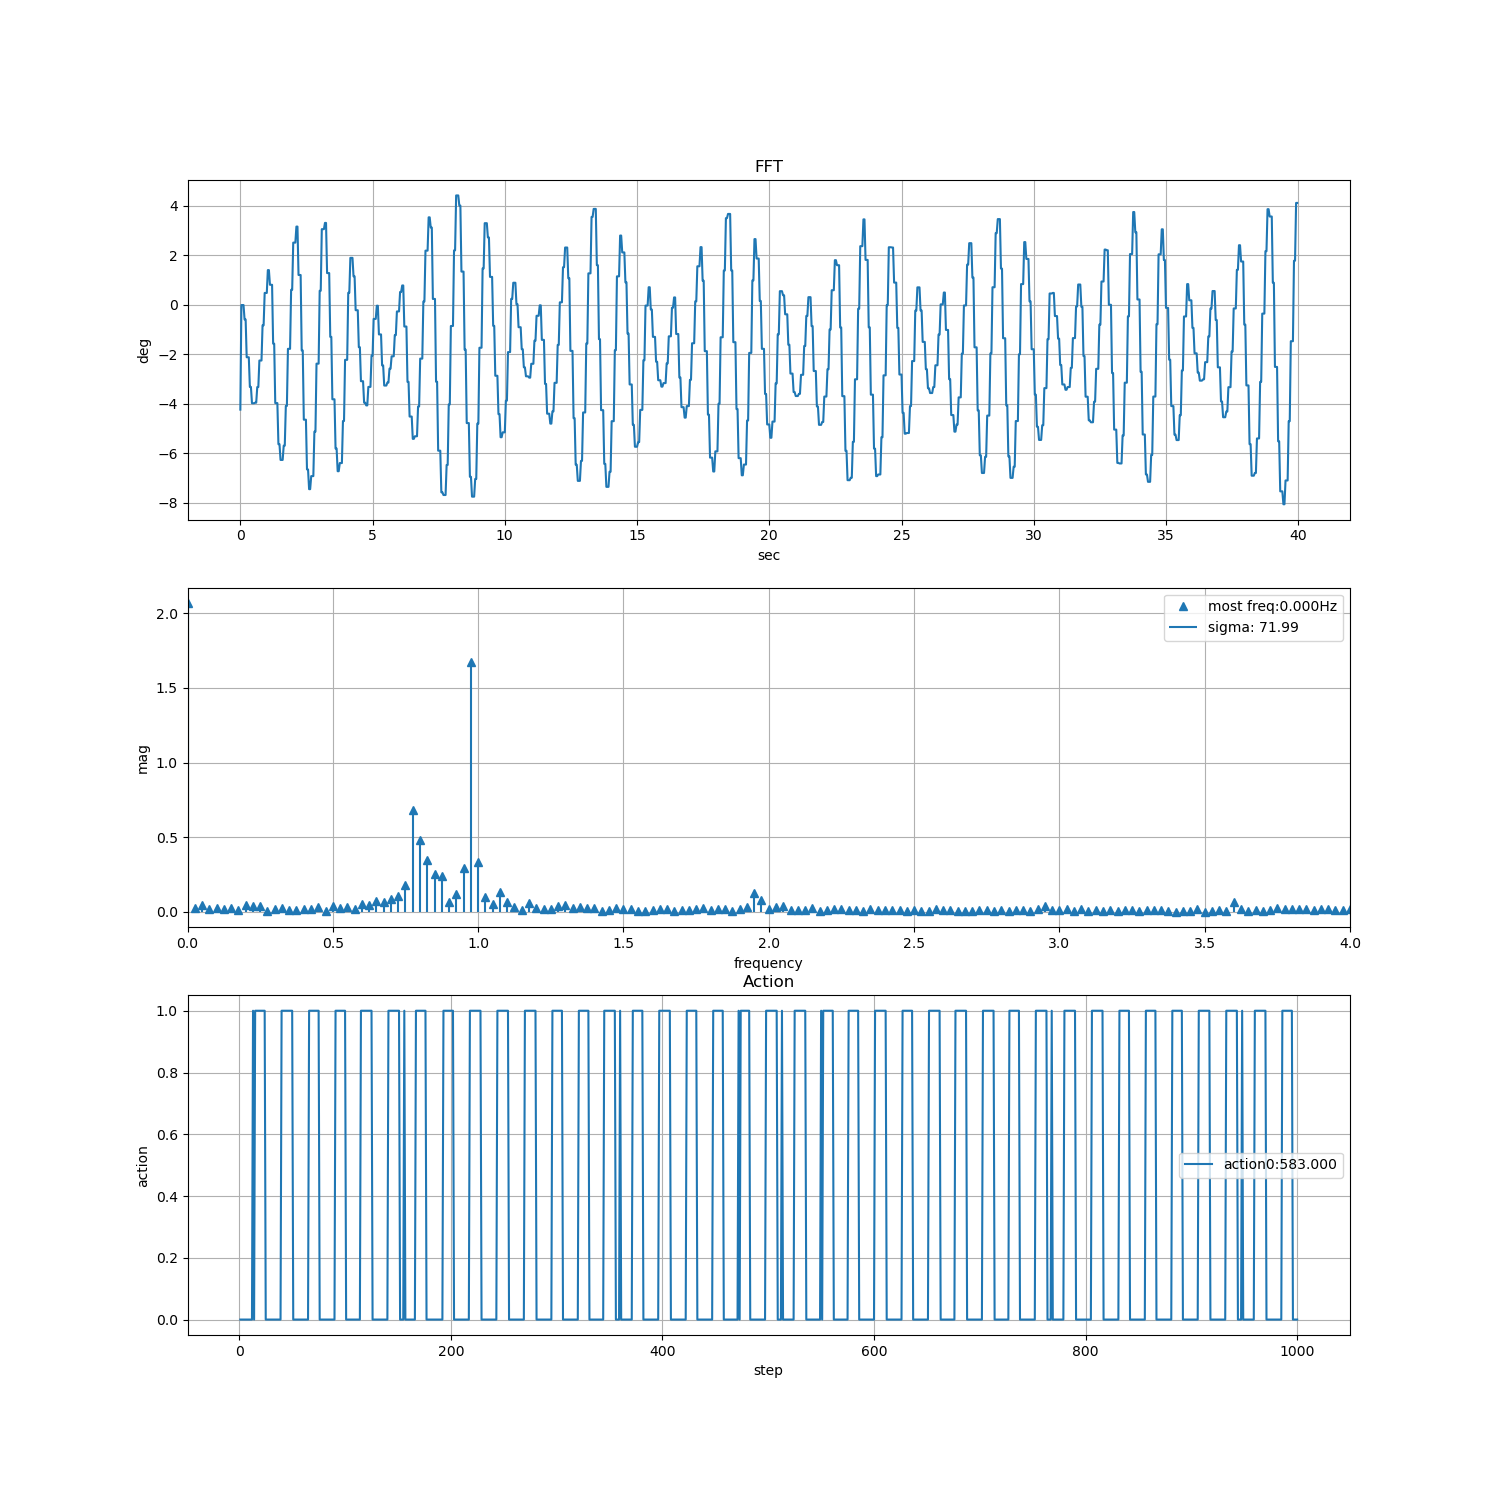 FFT
4
2
0
−2
−4
−6
−8
deg
0 5 10 15 20 25 30 35 40
sec
2.0
1.5
1.0
0.5
0.0
mag
most freq:0.000Hz
sigma: 71.99
0.0 0.5 1.0 1.5 2.0 2.5 3.0 3.5 4.0
frequency
Action
1.0
0.8
0.6
0.4
0.2
0.0
action
action0:583.000
0 200 400 600 800 1000
step